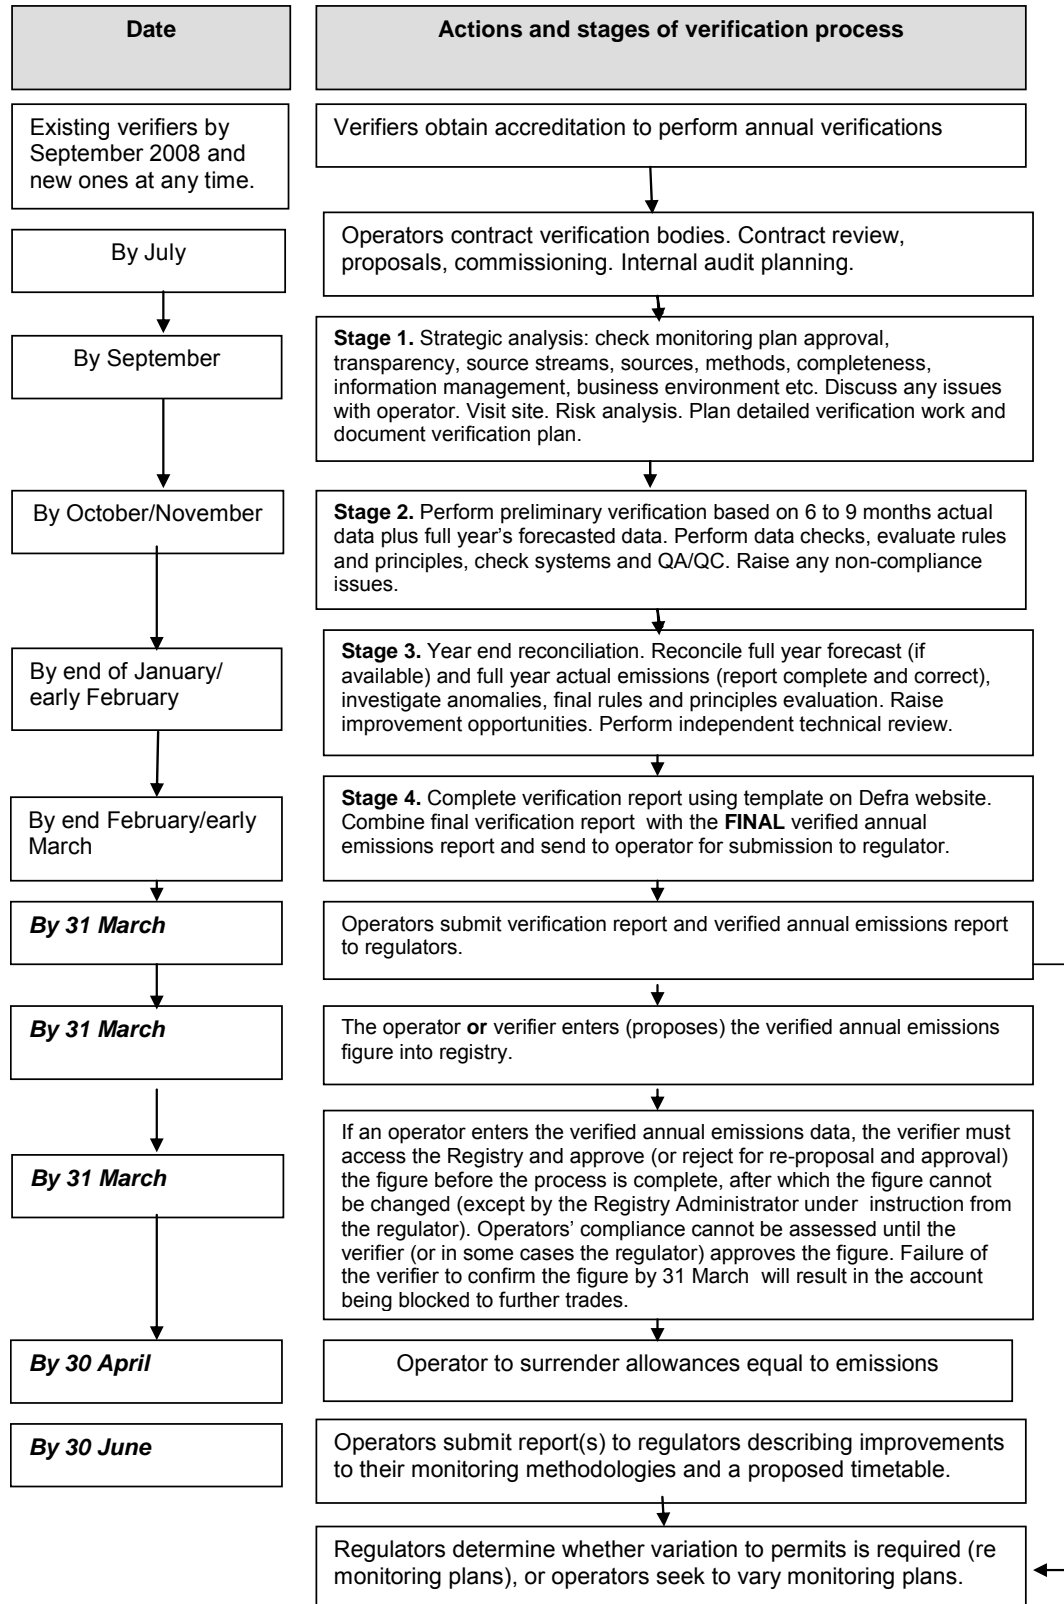 Date
Actions and stages of verification process
Existing verifiers by
September 2008 and
new ones at any time.
Verifiers obtain accreditation to perform annual verifications
By July
Operators contract verification bodies. Contract review,
proposals, commissioning. Internal audit planning.
By September
Stage 1. Strategic analysis: check monitoring plan approval,
transparency, source streams, sources, methods, completeness,
information management, business environment etc. Discuss any issues
with operator. Visit site. Risk analysis. Plan detailed verification work and
document verification plan.
By October/November
Stage 2. Perform preliminary verification based on 6 to 9 months actual
data plus full year's forecasted data. Perform data checks, evaluate rules
and principles, check systems and QA/QC. Raise any non-compliance
issues.
By end of January/
early February
Stage 3. Year end reconciliation. Reconcile full year forecast (if
available) and full year actual emissions (report complete and correct),
investigate anomalies, final rules and principles evaluation. Raise
improvement opportunities. Perform independent technical review.
By end February/early
March
Stage 4. Complete verification report using template on Defra website.
Combine final verification report with the FINAL verified annual
emissions report and send to operator for submission to regulator.
By 31 March
Operators submit verification report and verified annual emissions report
to regulators.
By 31 March
The operator or verifier enters (proposes) the verified annual emissions
figure into registry.
By 31 March
If an operator enters the verified annual emissions data, the verifier must
access the Registry and approve (or reject for re-proposal and approval)
the figure before the process is complete, after which the figure cannot
be changed (except by the Registry Administrator under instruction from
the regulator). Operators' compliance cannot be assessed until the
verifier (or in some cases the regulator) approves the figure. Failure of
the verifier to confirm the figure by 31 March will result in the account
being blocked to further trades.
By 30 April
Operator to surrender allowances equal to emissions
By 30 June
Operators submit report(s) to regulators describing improvements
to their monitoring methodologies and a proposed timetable.
Regulators determine whether variation to permits is required (re
monitoring plans), or operators seek to vary monitoring plans.